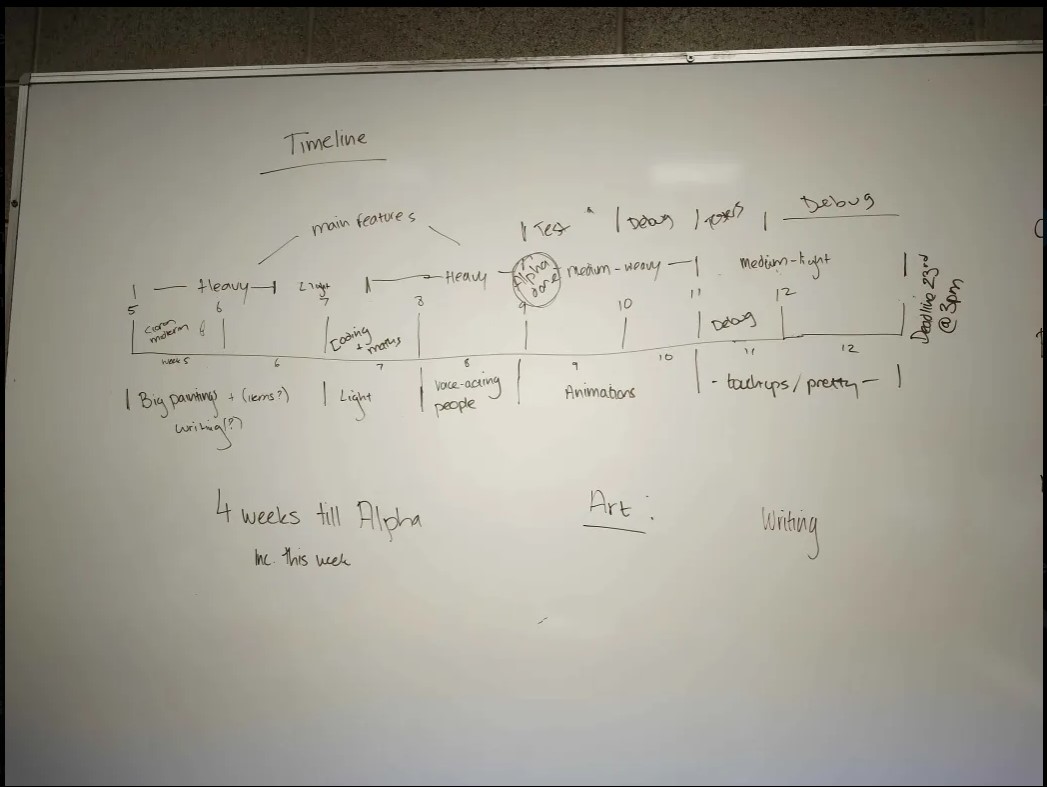 Timeline
main features
Test Debug Debug
Heavy Light Heavy Alpha done medium-heavy medium-light
5 6 7 8 9 10 11 12
midterm Coding + maths Debug
Deadline 23rd @ 3pm
week 5 6 7 8 9 10 11 12
Big paintings + (items?) Light voice-acting Animations - touchups/pretty -
writing(?) people
4 weeks till Alpha Art: Writing
Inc. this week